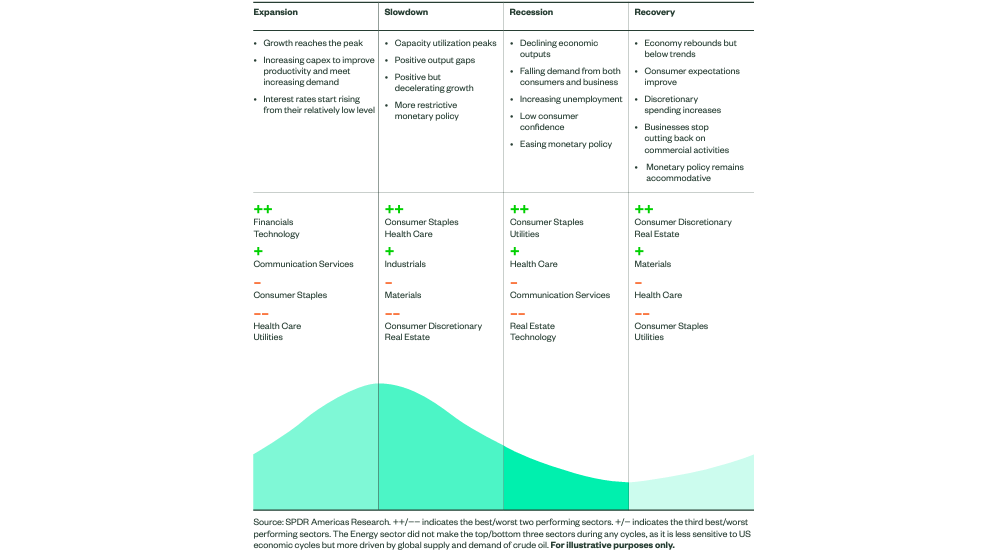 Expansion
Growth reaches the peak
Increasing capex to improve
productivity and meet
increasing demand
Interest rates start rising
from their relatively low level
++
Financials
Technology
+
Communication Services
–
Consumer Staples
––
Health Care
Utilities
Slowdown
Capacity utilization peaks
Positive output gaps
Positive but
decelerating growth
More restrictive
monetary policy
++
Consumer Staples
Health Care
+
Industrials
–
Materials
––
Consumer Discretionary
Real Estate
Recession
Declining economic
outputs
Falling demand from both
consumers and business
Increasing unemployment
Low consumer
confidence
Easing monetary policy
++
Consumer Staples
Utilities
+
Health Care
–
Communication Services
––
Real Estate
Technology
Recovery
Economy rebounds but
below trends
Consumer expectations
improve
Discretionary
spending increases
Businesses stop
cutting back on
commercial activities
Monetary policy remains
accommodative
++
Consumer Discretionary
Real Estate
+
Materials
–
Health Care
––
Consumer Staples
Utilities
Source: SPDR Americas Research. ++/–– indicates the best/worst two performing sectors. +/– indicates the third best/worst
performing sectors. The Energy sector did not make the top/bottom three sectors during any cycles, as it is less sensitive to US
economic cycles but more driven by global supply and demand of crude oil. For illustrative purposes only.